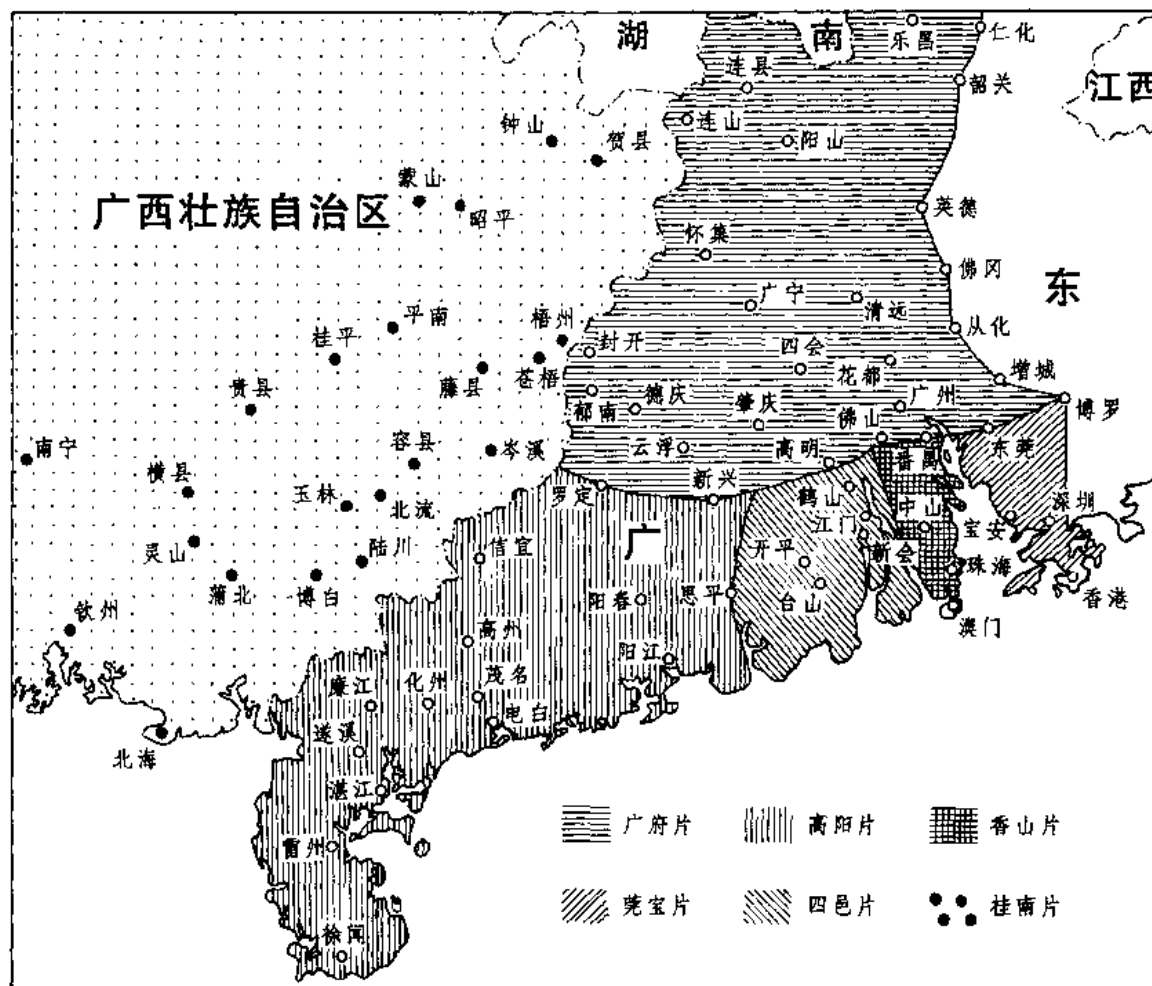 湖
南
乐昌
仁化
连县
韶关
江西
钟山
贺县
连山
阳山
蒙山
昭平
广西壮族自治区
英德
怀集
佛冈
东
广宁
清远
平南
梧州
从化
桂平
封开
四会
藤县
苍梧
花都
增城
贵县
郁南
德庆
肇庆
广州
博罗
佛山
南宁
容县
岑溪
云浮
高明
番禺
东莞
横县
玉林
北流
罗定
新兴
鹤山
中山
深圳
广
江门
宝安
灵山
陆川
信宜
开平
新会
珠海
蒲北
博白
阳春
思平
台山
香港
钦州
澳门
高州
阳江
廉江
化州
茂名
电白
北海
遂溪
湛江
雷州
徐闻
广府片
高阳片
香山片
莞宝片
四邑片
桂南片